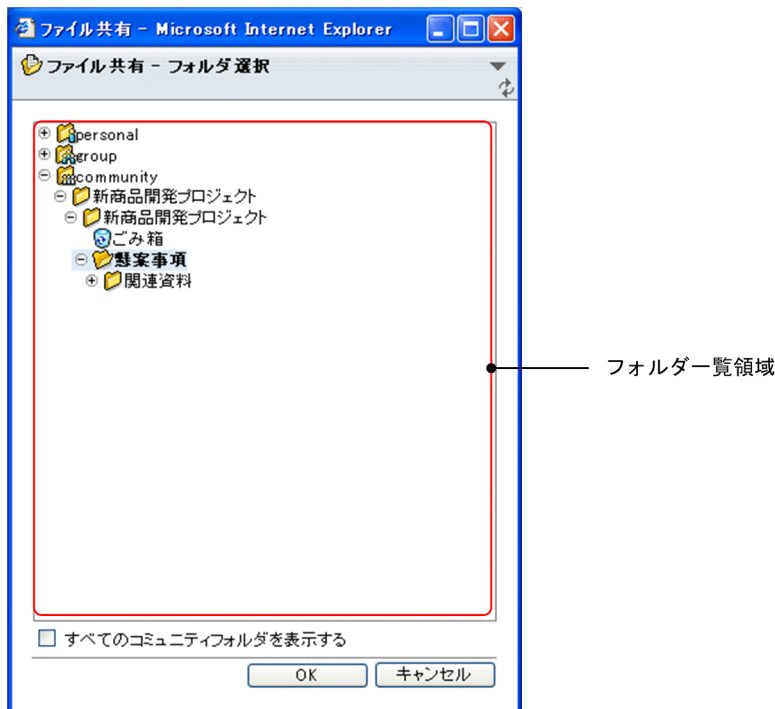 ファイル共有 - Microsoft Internet Explorer
ファイル共有 - フォルダ選択
personal
group
community
新商品開発プロジェクト
新商品開発プロジェクト
ごみ箱
懸案事項
関連資料
フォルダ一覧領域
すべてのコミュニティフォルダを表示する
OK キャンセル